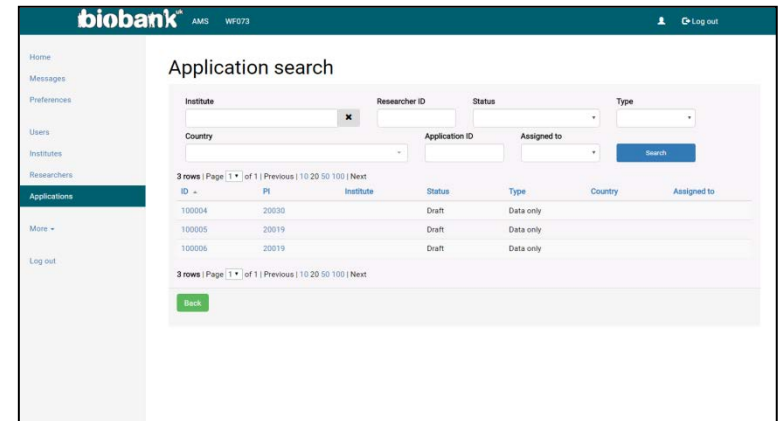 biobank uk AMS WF073 Log out
Home
Messages
Preferences
Users
Institutes
Researchers
Applications
More
Log out
Application search
Institute Researcher ID Status Type
Country Application ID Assigned to
Search
3 rows | Page 1 of 1 | Previous | 10 20 50 100 | Next
ID PI Institute Status Type Country Assigned to
100004 20030 Draft Data only
100005 20019 Draft Data only
100006 20019 Draft Data only
3 rows | Page 1 of 1 | Previous | 10 20 50 100 | Next
Back